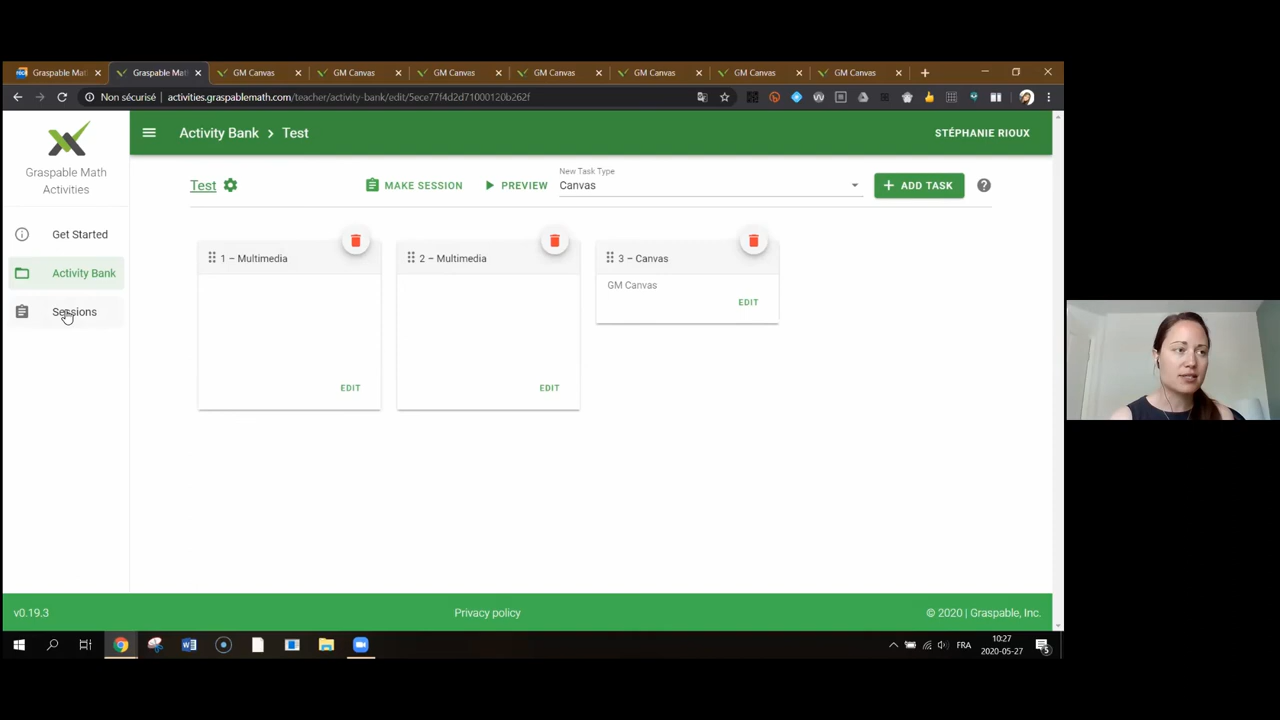 Graspable Mat
Graspable Mat
GM Canvas
GM Canvas
GM Canvas
GM Canvas
GM Canvas
GM Canvas
GM Canvas
Non sécurisé | activities.graspablemath.com/teacher/activity-bank/edit/5ece77f4d2d71000120b262f
Graspable Math
Activities
Get Started
Activity Bank
Sessions
Activity Bank > Test
STÉPHANIE RIOUX
Test
MAKE SESSION
PREVIEW
New Task Type
Canvas
+ ADD TASK
1 – Multimedia
EDIT
2 – Multimedia
EDIT
3 – Canvas
GM Canvas
EDIT
v0.19.3
Privacy policy
© 2020 | Graspable, Inc.
FRA
10:27
2020-05-27
5